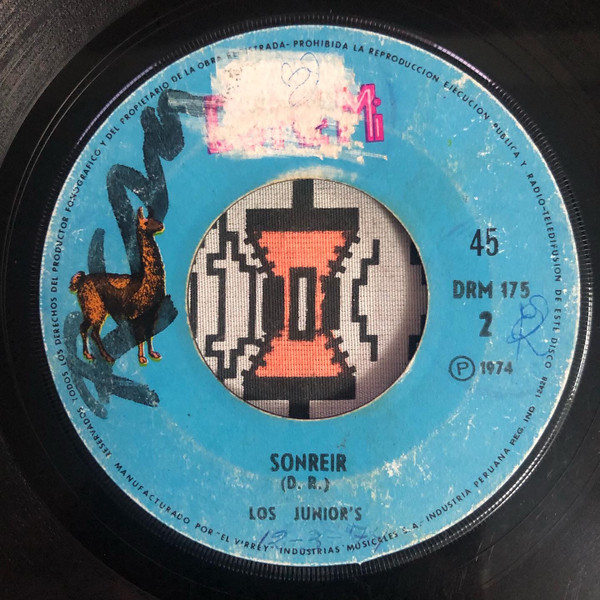 TODOS LOS DERECHOS DEL PRODUCTOR FONOGRAFICO Y DEL PROPIETARIO DE LA OBRA - PROHIBIDA LA REPRODUCCION EJECUCION PUBLICA Y RADIO-TELEDIFUSION DE ESTE DISCO
45
DRM 175
2
℗ 1974
SONREIR
(D. R.)
LOS JUNIOR'S
RESERVADOS MANUFACTURADO POR "EL VIRREY" INDUSTRIAS MUSICALES S.A.- INDUSTRIA PERUANA REG. IND 12428